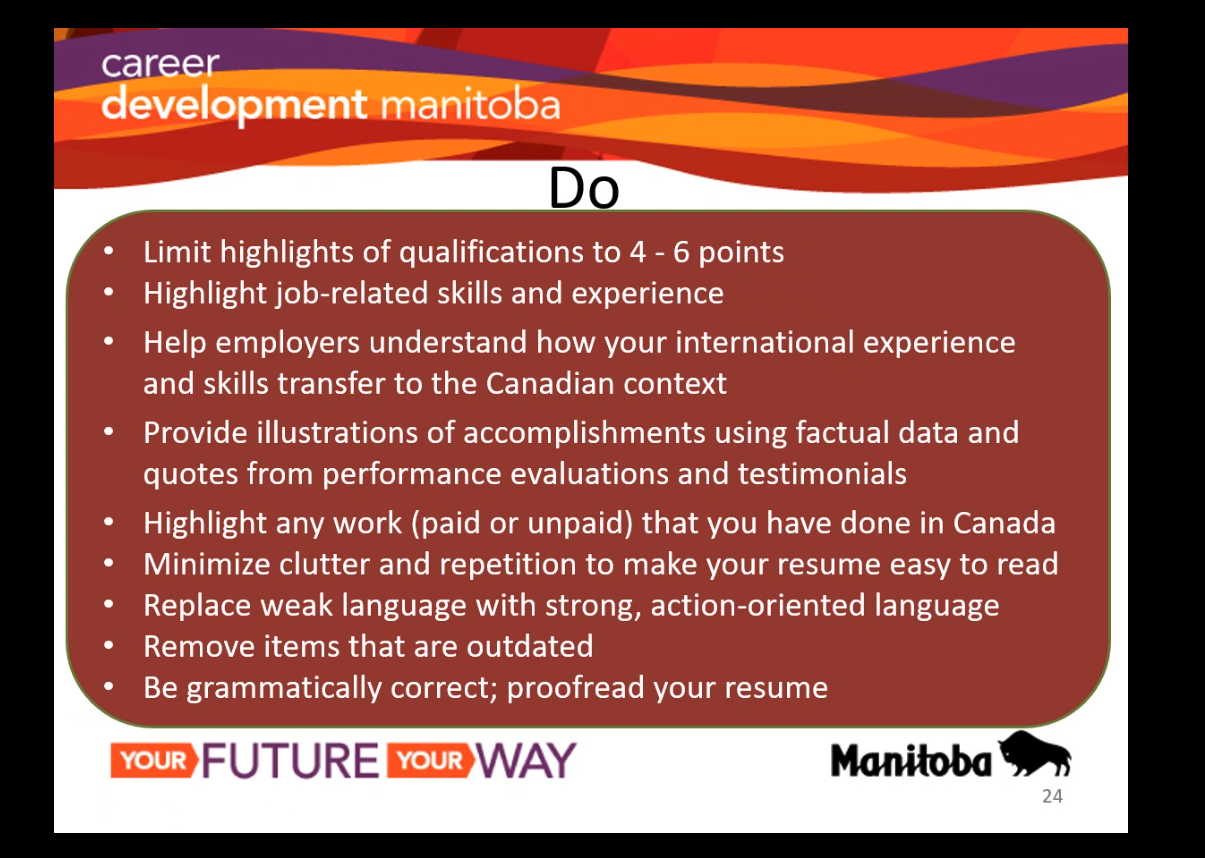 career
development manitoba
Do
• Limit highlights of qualifications to 4 - 6 points
• Highlight job-related skills and experience
• Help employers understand how your international experience
and skills transfer to the Canadian context
• Provide illustrations of accomplishments using factual data and
quotes from performance evaluations and testimonials
• Highlight any work (paid or unpaid) that you have done in Canada
• Minimize clutter and repetition to make your resume easy to read
• Replace weak language with strong, action-oriented language
• Remove items that are outdated
• Be grammatically correct; proofread your resume
YOUR FUTURE YOUR WAY
Manitoba
24